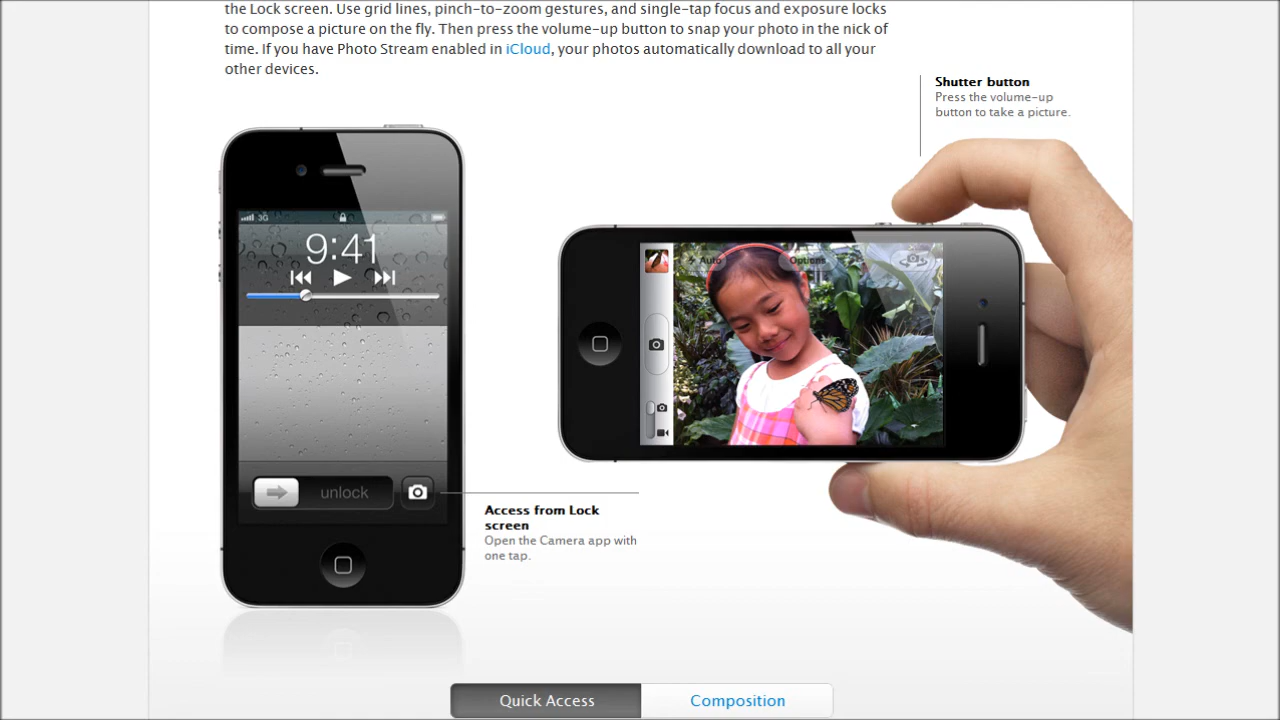 the Lock screen. Use grid lines, pinch-to-zoom gestures, and single-tap focus and exposure locks
to compose a picture on the fly. Then press the volume-up button to snap your photo in the nick of
time. If you have Photo Stream enabled in iCloud, your photos automatically download to all your
other devices.
Shutter button
Press the volume-up
button to take a picture.
3G
9:41
Auto
Options
unlock
Access from Lock
screen
Open the Camera app with
one tap.
Quick Access
Composition